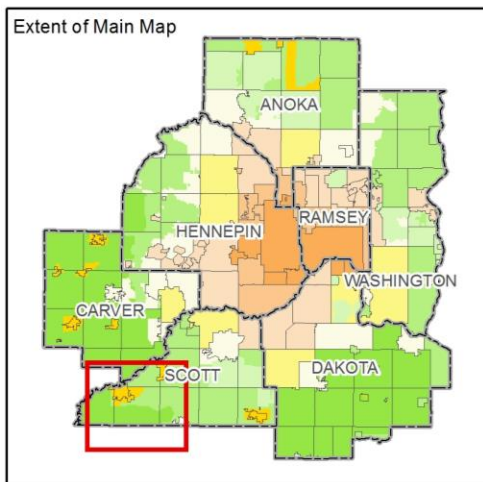 Extent of Main Map
ANOKA
HENNEPIN
RAMSEY
WASHINGTON
CARVER
SCOTT
DAKOTA